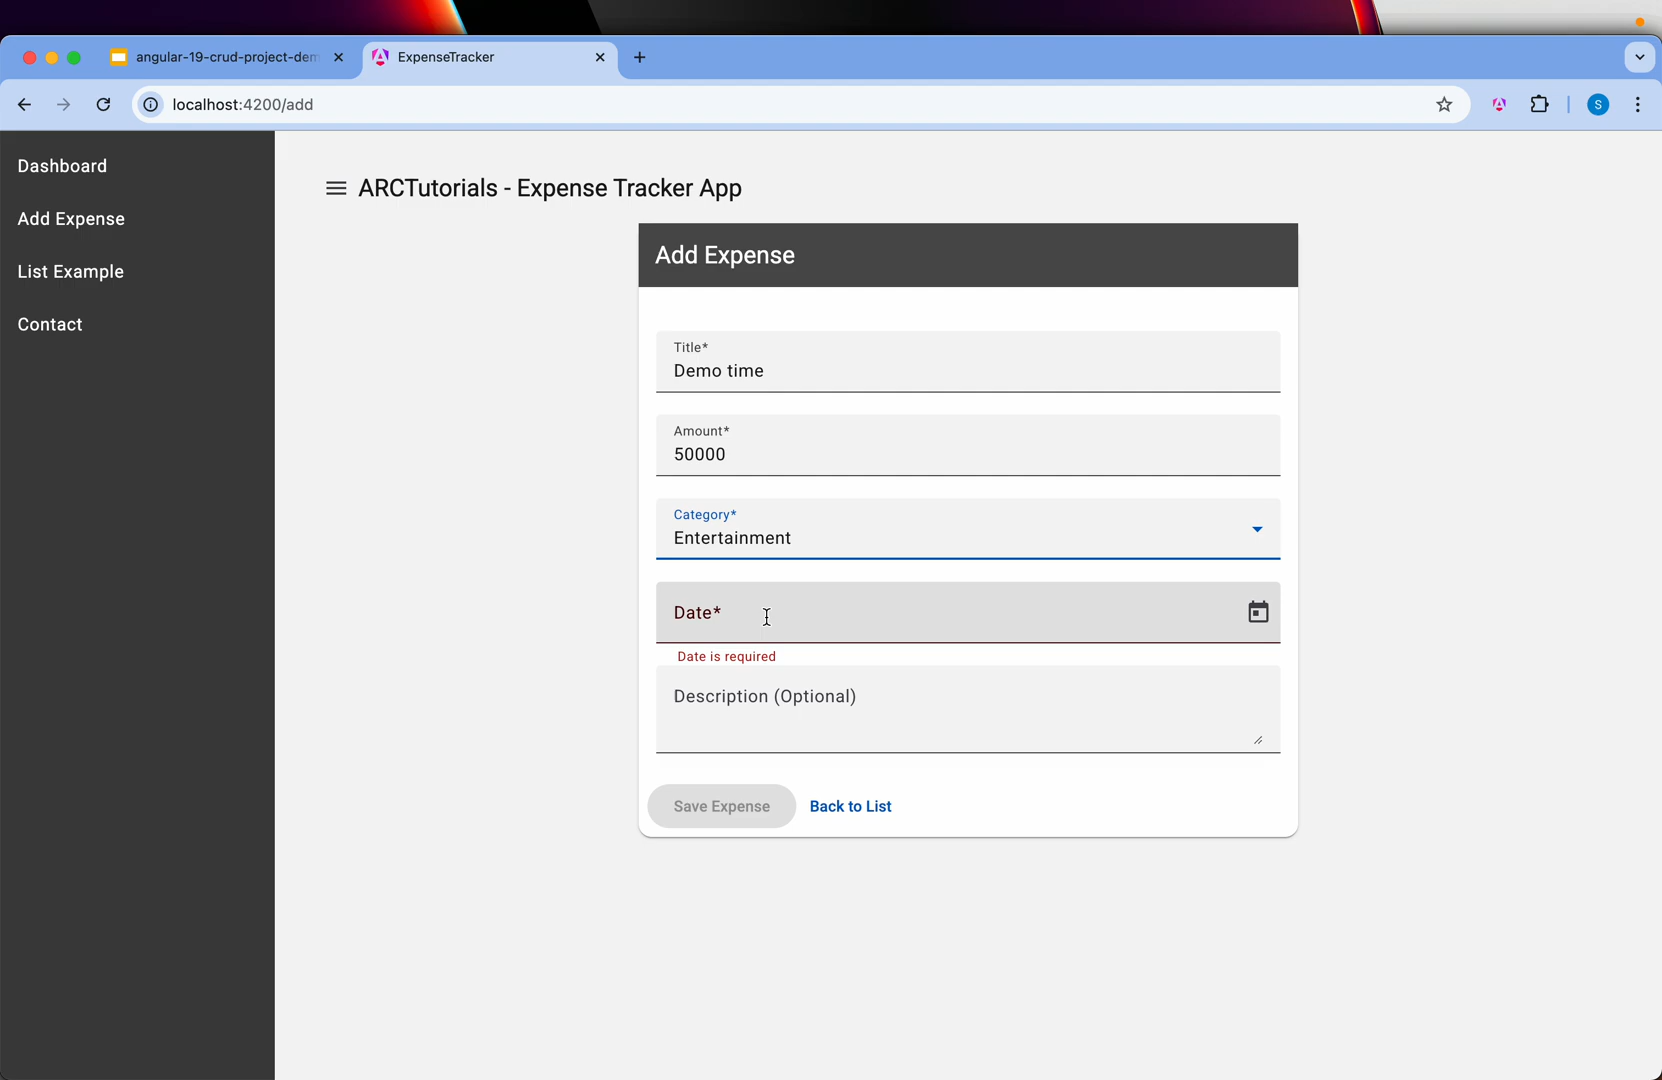 angular-19-crud-project-dem
ExpenseTracker
localhost:4200/add
S
Dashboard
Add Expense
List Example
Contact
ARCTutorials - Expense Tracker App
Add Expense
Title*
Demo time
Amount*
50000
Category*
Entertainment
Date*
Date is required
Description (Optional)
Save Expense
Back to List